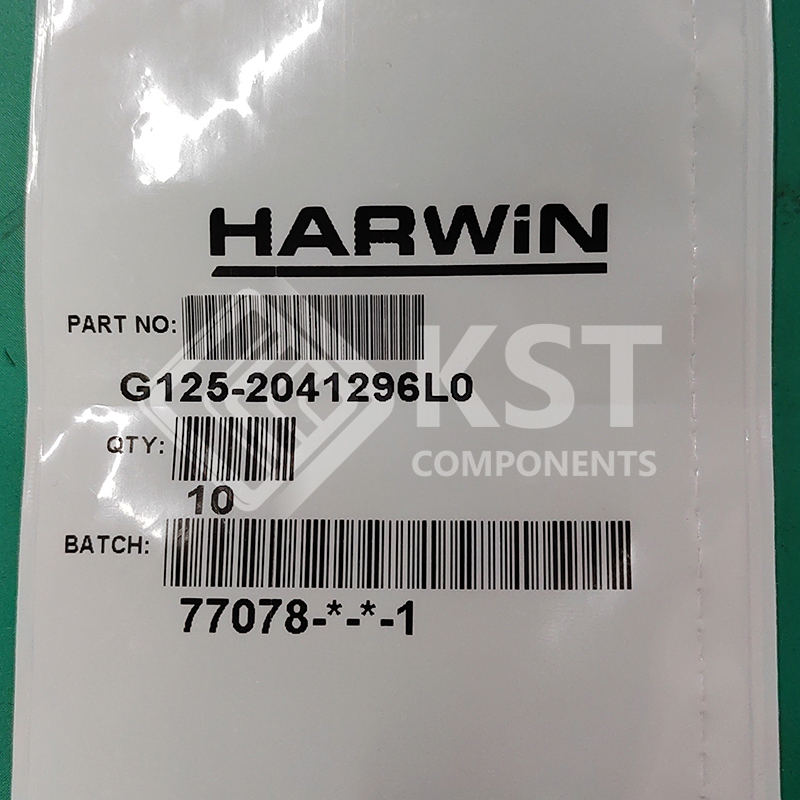 HARWiN
PART NO:
G125-2041296L0
QTY:
10
BATCH:
77078-*-*-1
KST
COMPONENTS